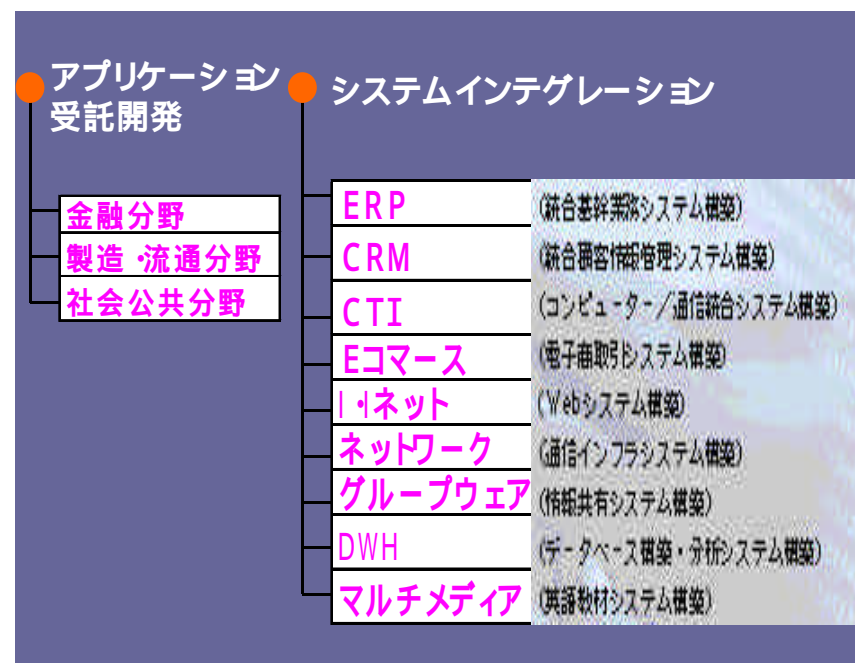 アプリケーション
受託開発
金融分野
製造・流通分野
社会公共分野
システムインテグレーション
ERP (統合基幹業務システム構築)
CRM (統合顧客情報管理システム構築)
CTI (コンピューター／通信統合システム構築)
Eコマース (電子商取引システム構築)
I・Iネット (Webシステム構築)
ネットワーク (通信インフラシステム構築)
グループウェア (情報共有システム構築)
DWH (データベース構築・分析システム構築)
マルチメディア (英語教材システム構築)